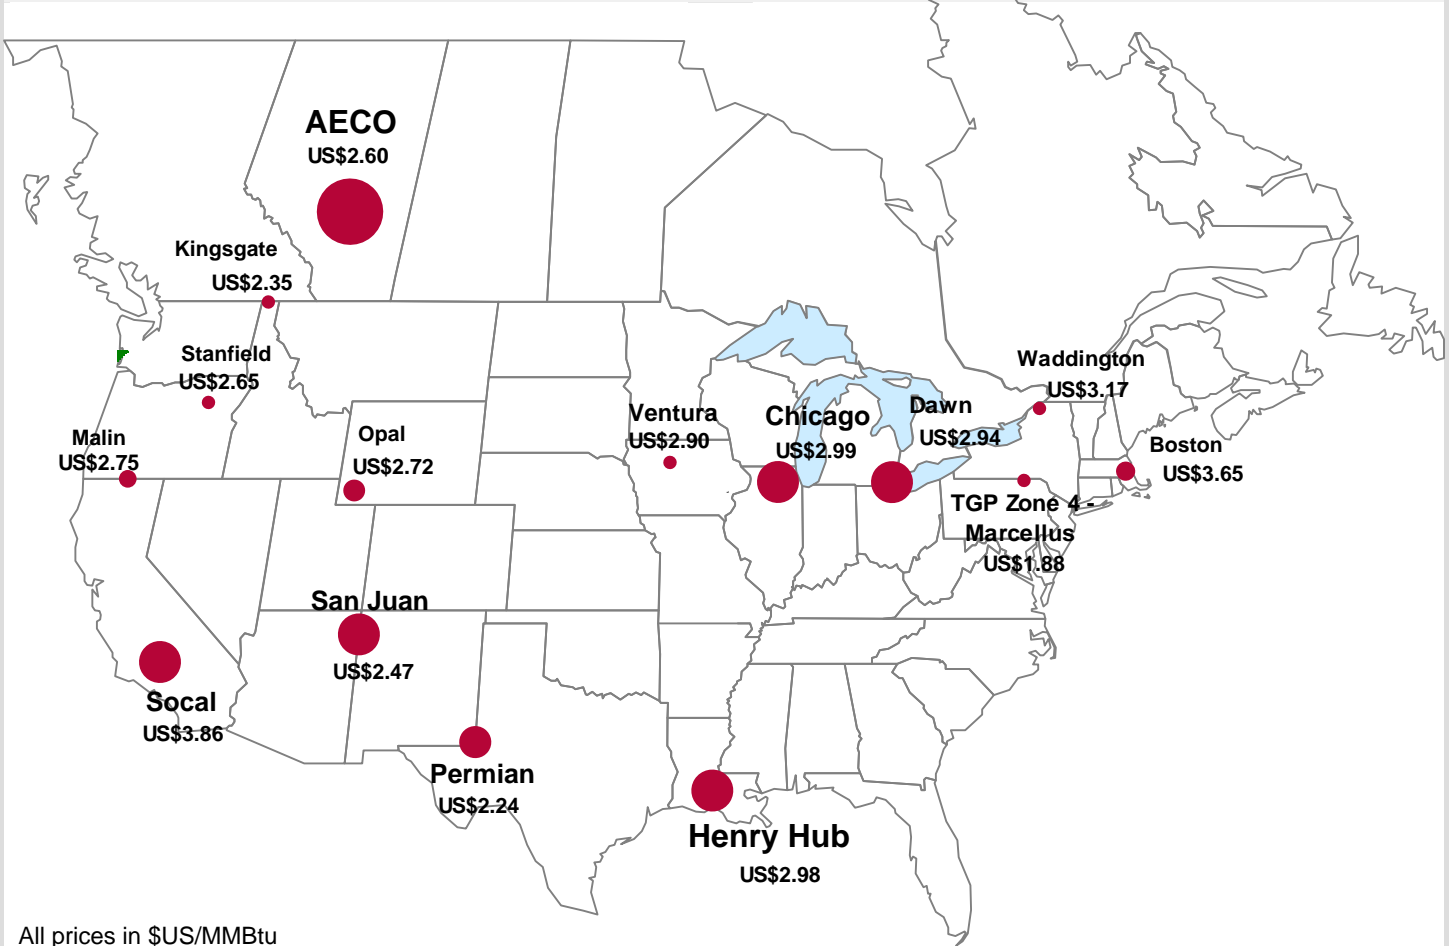 AECO
US$2.60
Kingsgate
US$2.35
Stanfield
US$2.65
Malin
US$2.75
Opal
US$2.72
Ventura
US$2.90
Chicago
US$2.99
Dawn
US$2.94
Waddington
US$3.17
Boston
US$3.65
TGP Zone 4 -
Marcellus
US$1.88
San Juan
US$2.47
Socal
US$3.86
Permian
US$2.24
Henry Hub
US$2.98
All prices in $US/MMBtu